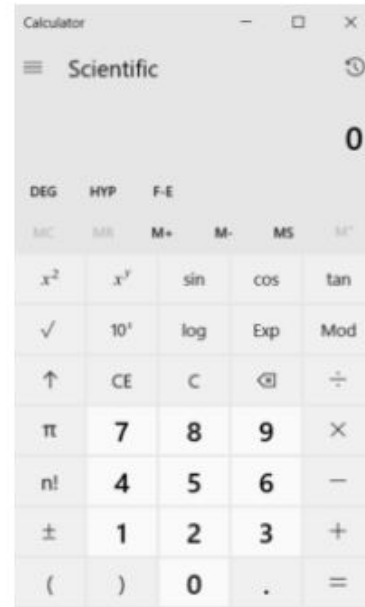 Calculator
Scientific
0
DEG HYP F-E
MC MR M+ M- MS M˅
x² xʸ sin cos tan
√ 10ˣ log Exp Mod
↑ CE C ⌫ ÷
π 7 8 9 ×
n! 4 5 6 −
± 1 2 3 +
( ) 0 . =